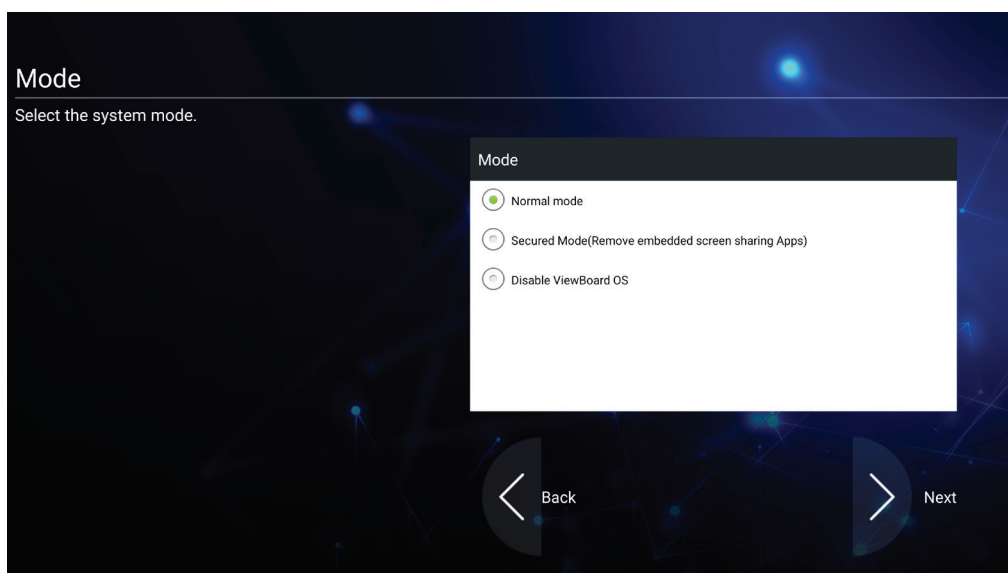 Mode
Select the system mode.
Mode
Normal mode
Secured Mode(Remove embedded screen sharing Apps)
Disable ViewBoard OS
Back
Next